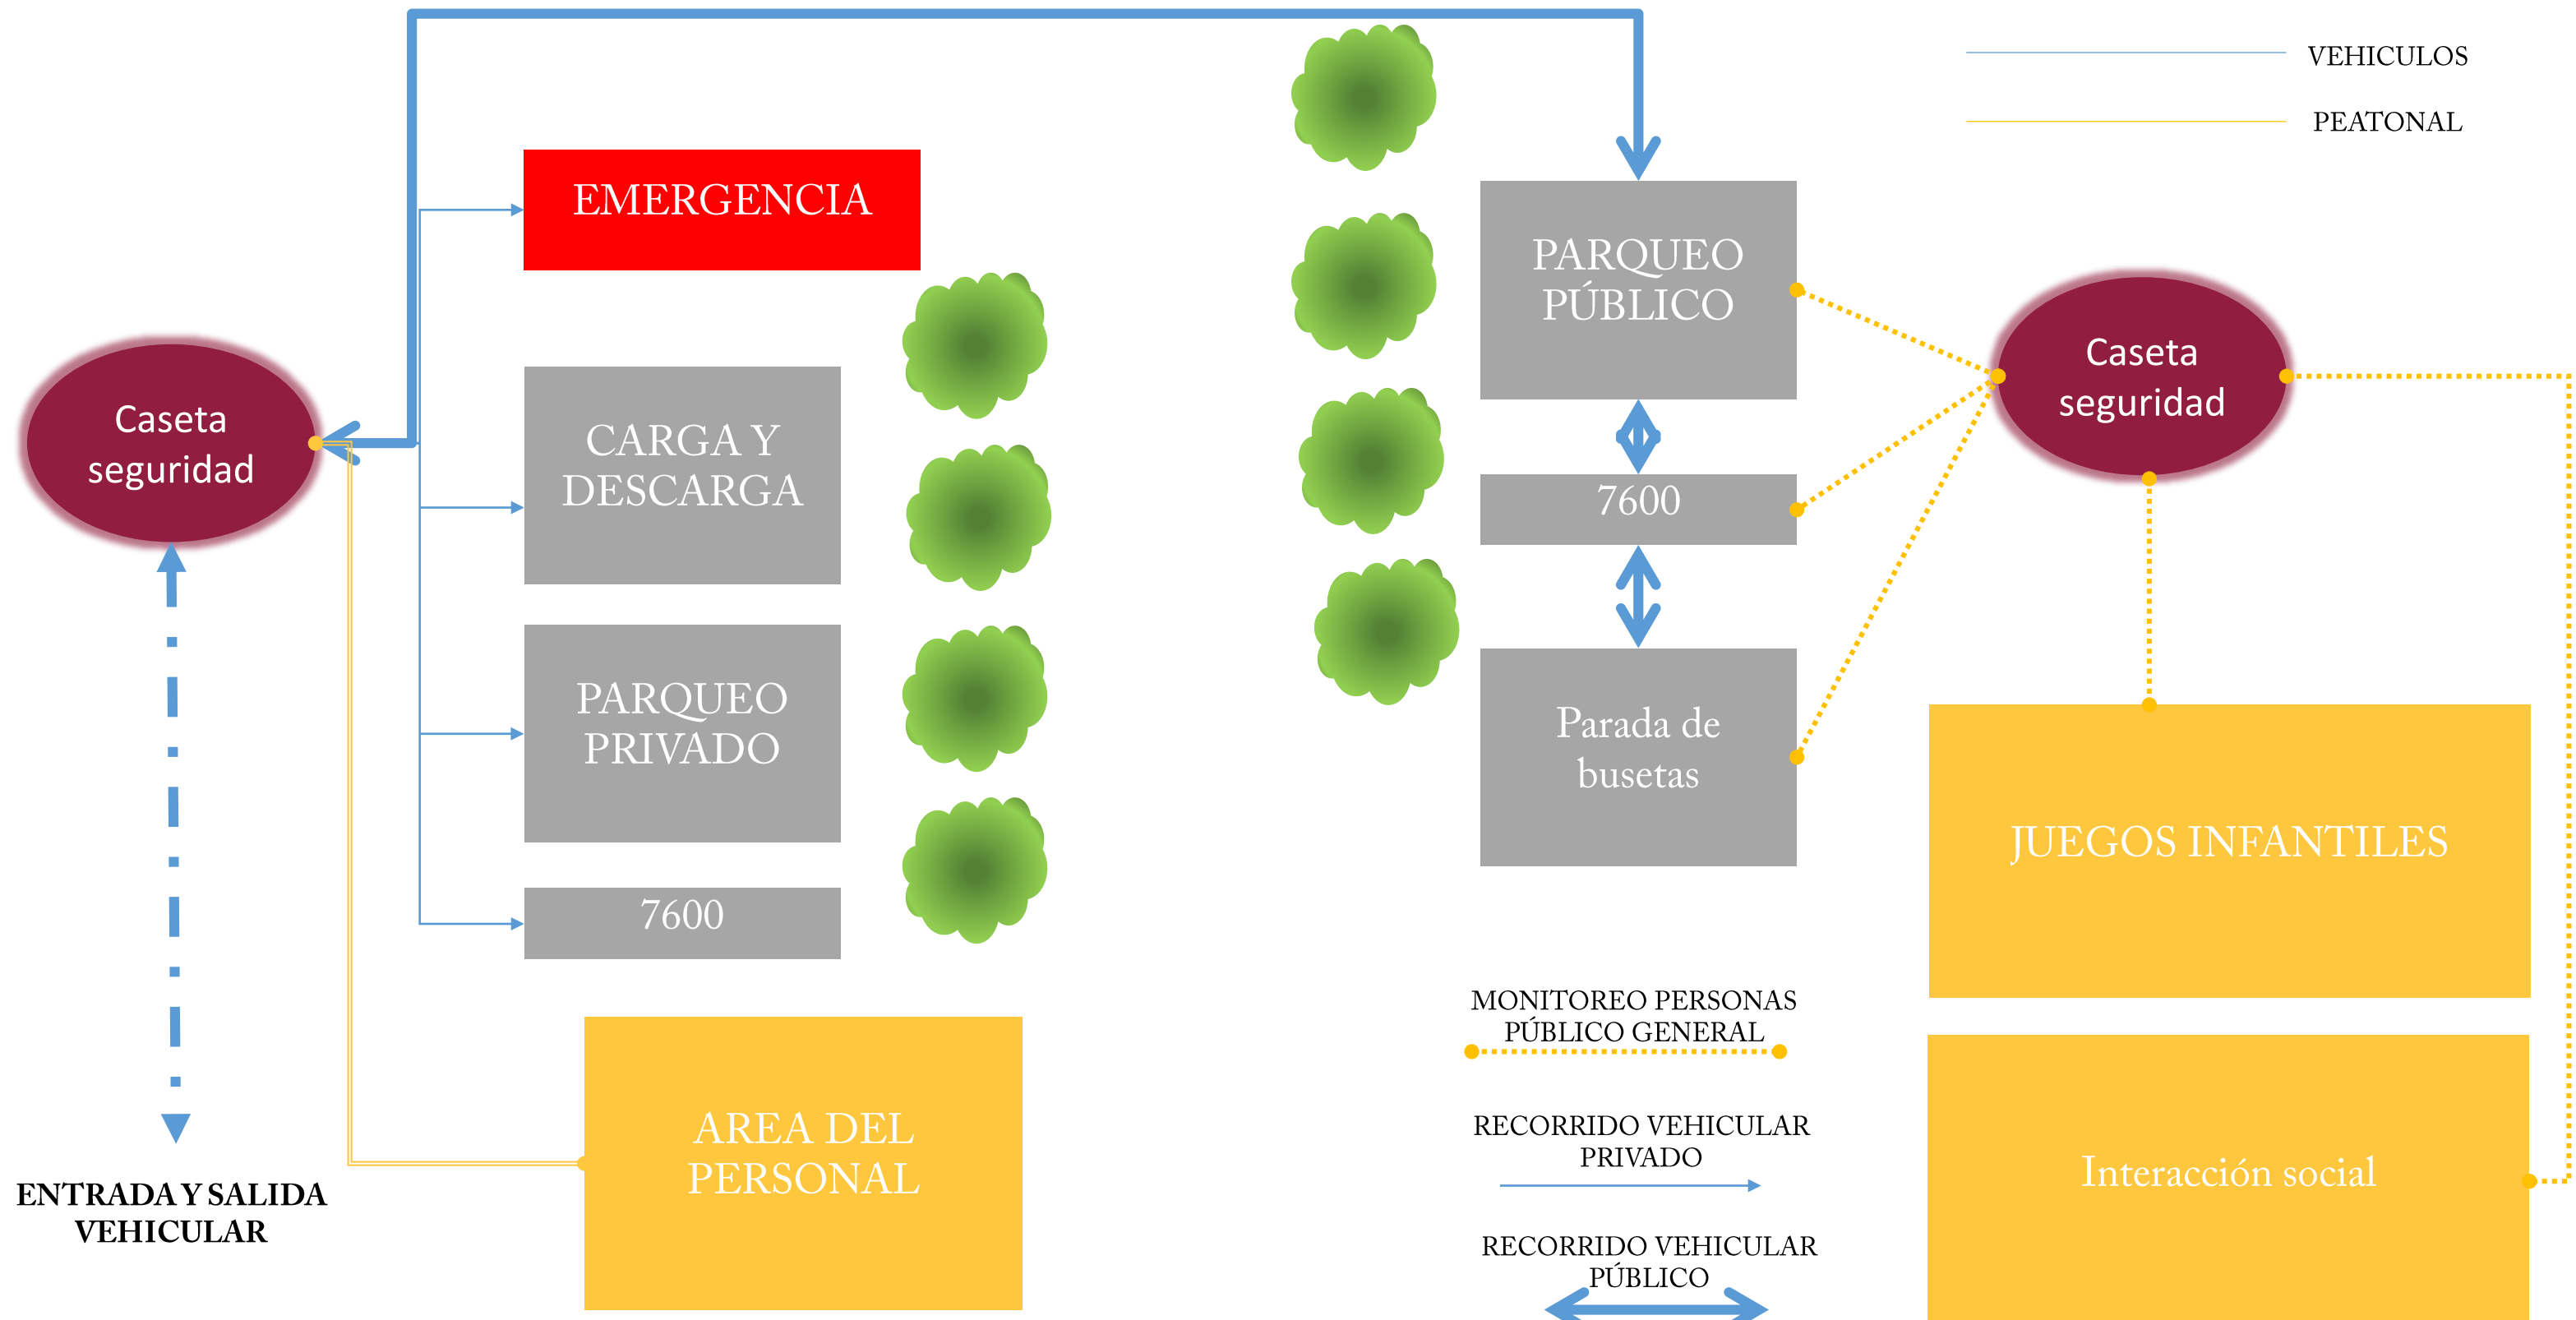 VEHICULOS
PEATONAL
EMERGENCIA
PARQUEO
PÚBLICO
Caseta
seguridad
Caseta
seguridad
CARGA Y
DESCARGA
7600
PARQUEO
PRIVADO
Parada de
busetas
7600
JUEGOS INFANTILES
MONITOREO PERSONAS
PÚBLICO GENERAL
AREA DEL
PERSONAL
RECORRIDO VEHICULAR
PRIVADO
Interacción social
ENTRADA Y SALIDA
VEHICULAR
RECORRIDO VEHICULAR
PÚBLICO